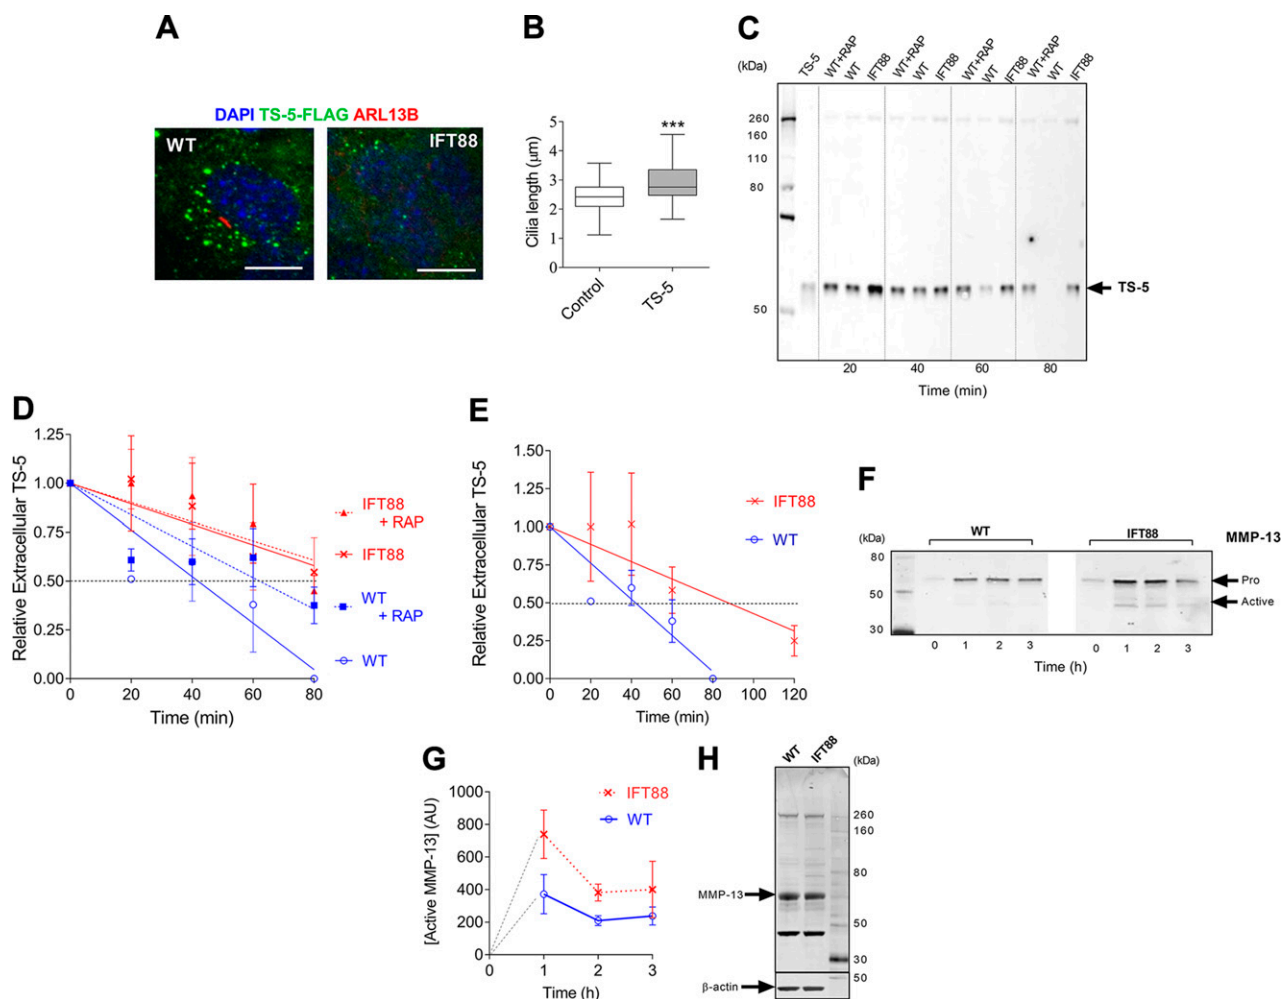 A
DAPI TS-5-FLAG ARL13B
WT
IFT88
B
Cilia length (μm)
5
4
3
2
1
0
***
Control
TS-5
C
(kDa)
TS-5
WT+RAP
WT
IFT88
WT+RAP
WT
IFT88
WT+RAP
WT
IFT88
WT+RAP
WT
IFT88
260
160
110
80
50
TS-5
20 40 60 80
Time (min)
D
Relative Extracellular TS-5
1.25
1.00
0.75
0.50
0.25
0.00
0 20 40 60 80
Time (min)
IFT88
+ RAP
IFT88
WT
+ RAP
WT
E
Relative Extracellular TS-5
1.50
1.25
1.00
0.75
0.50
0.25
0.00
0 20 40 60 80 100 120
Time (min)
IFT88
WT
F
(kDa)
WT
IFT88
MMP-13
80
50
30
Pro
Active
0 1 2 3 0 1 2 3
Time (h)
G
[Active MMP-13] (AU)
1000
800
600
400
200
0
0 1 2 3
Time (h)
IFT88
WT
H
WT
IFT88
(kDa)
260
160
80
50
30
50
MMP-13
β-actin